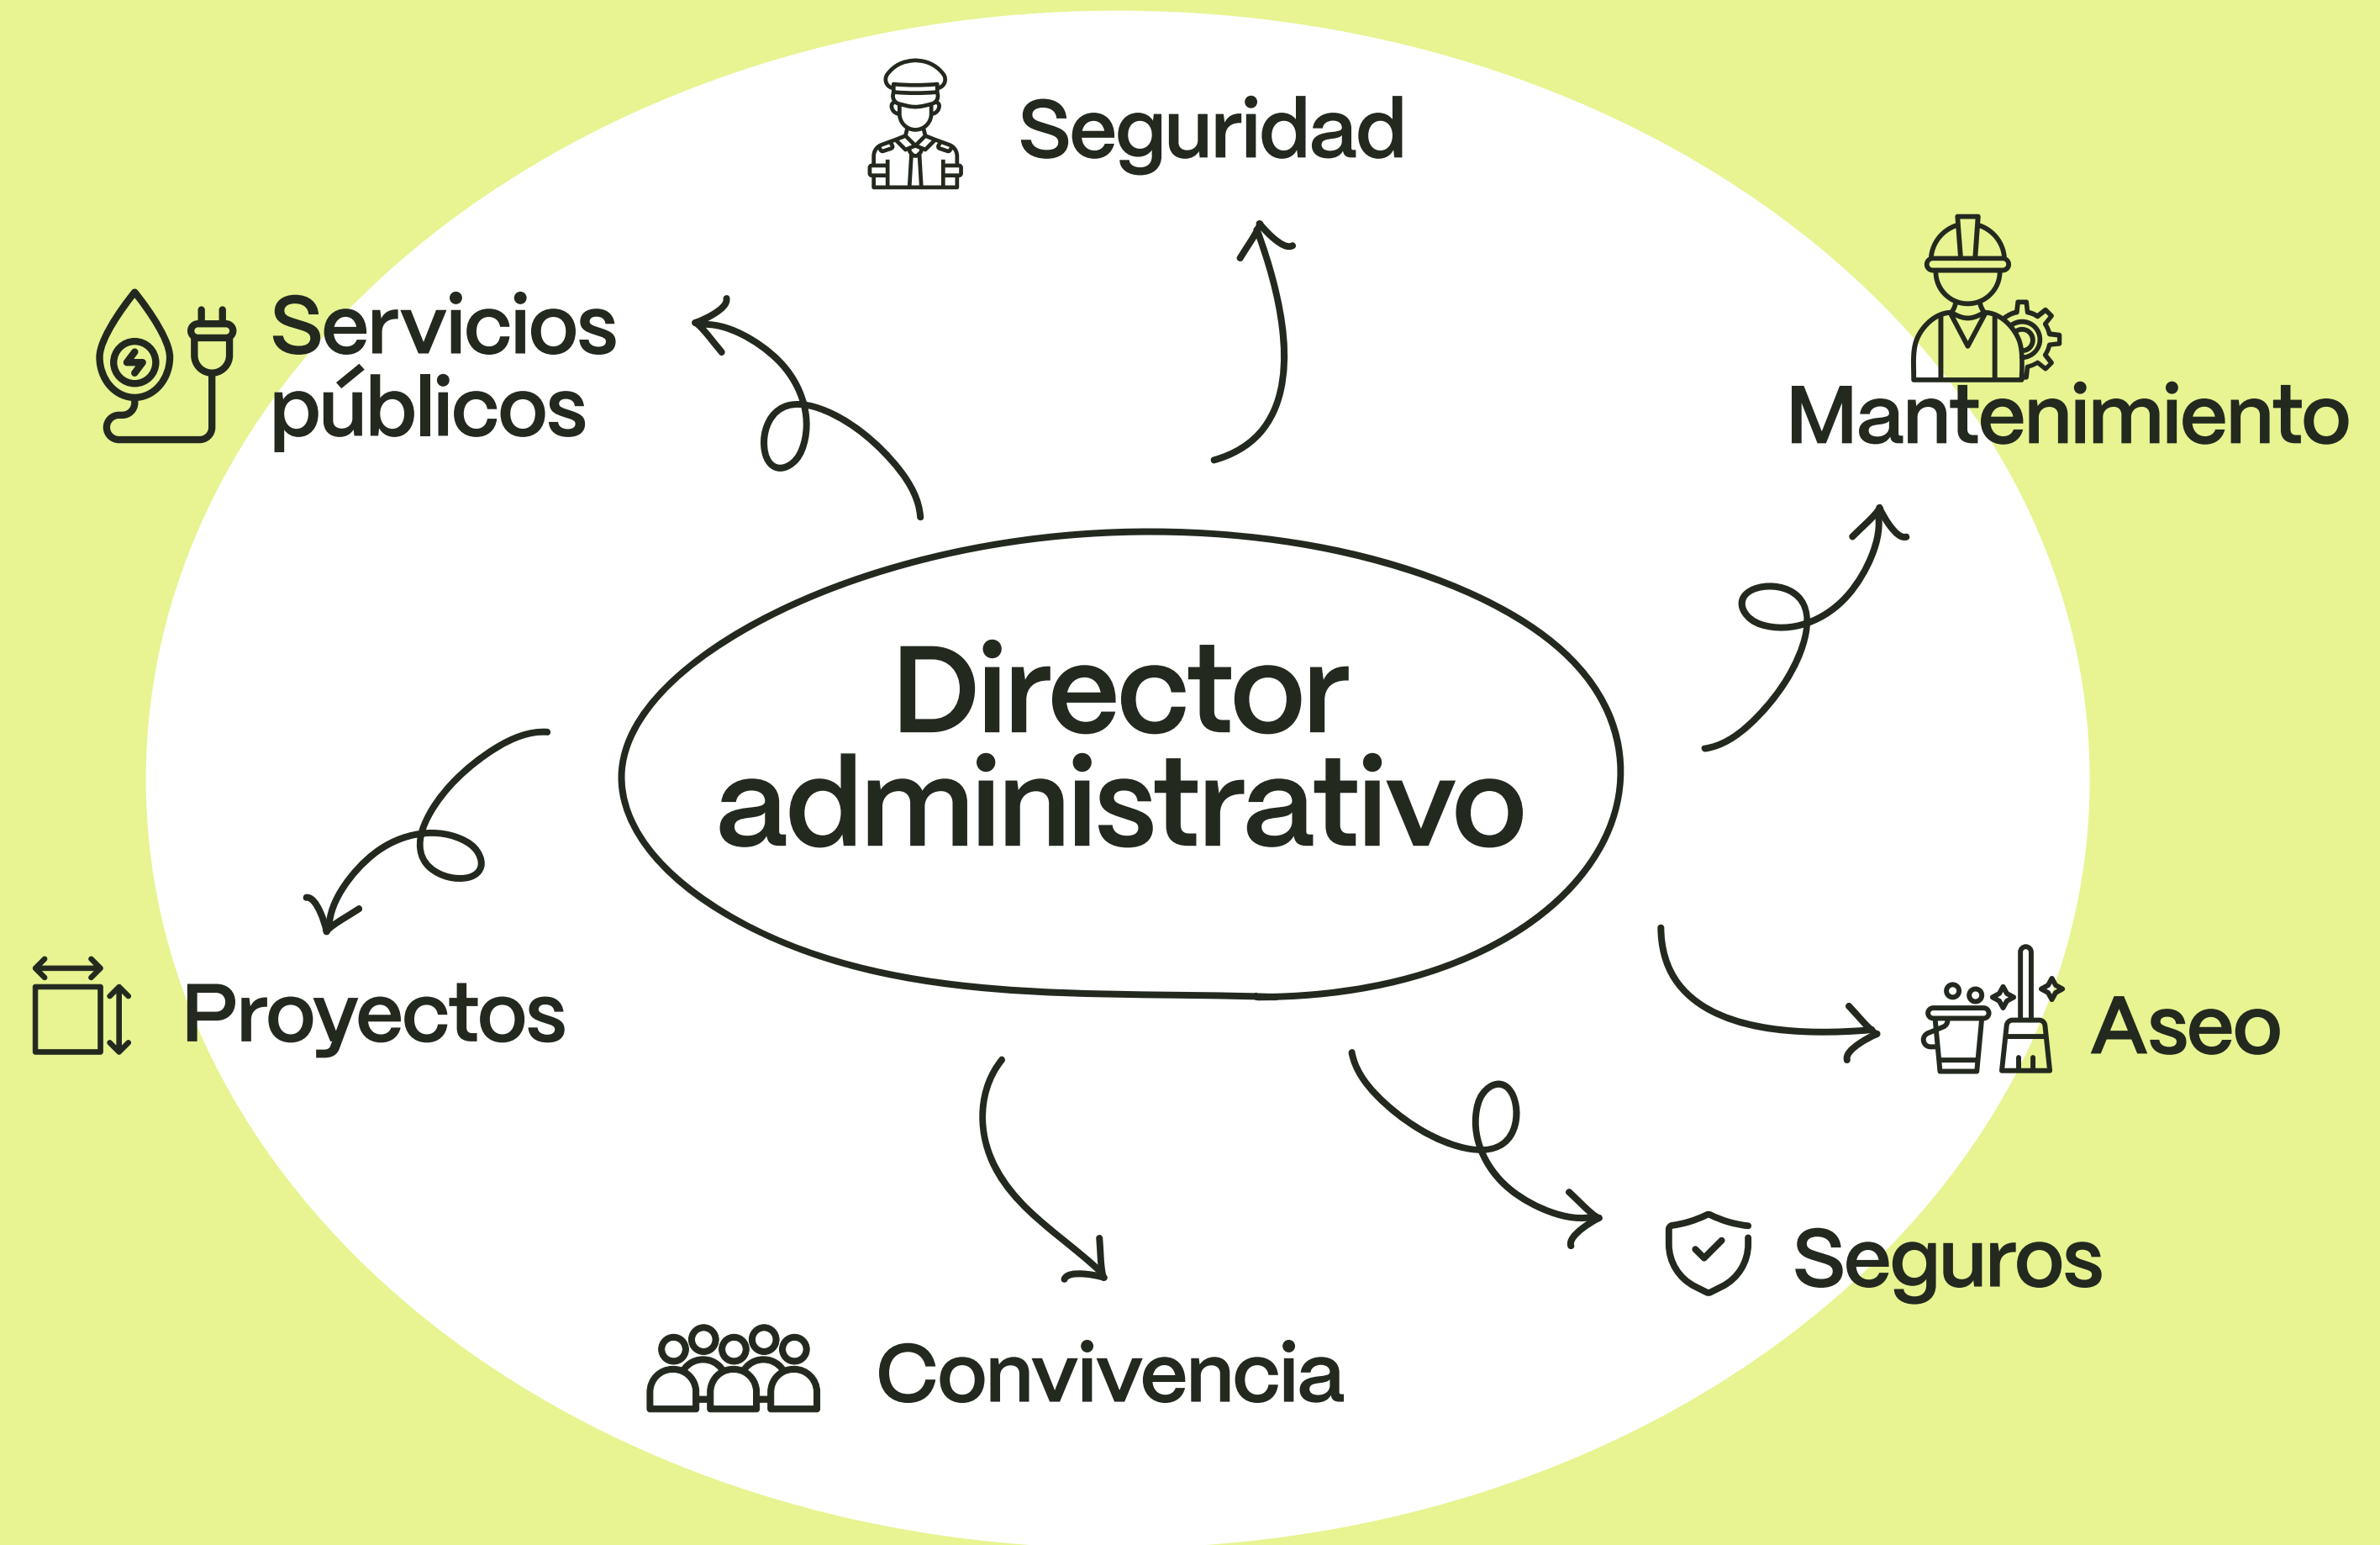 Seguridad
Servicios
públicos
Mantenimiento
Director
administrativo
Proyectos
Aseo
Seguros
Convivencia